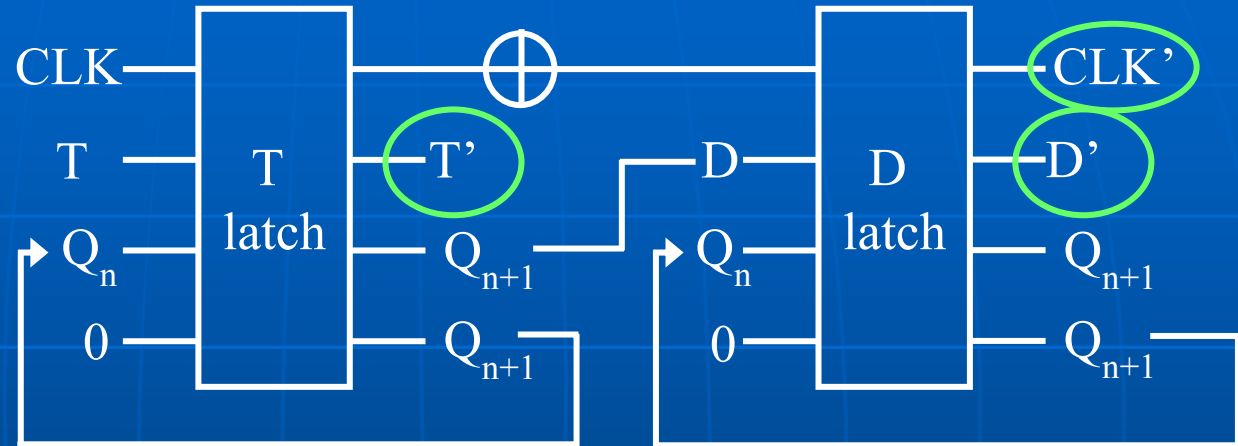 CLK CLK’
T T’ D D’
T latch
D latch
Qₙ Qₙ₊₁ Qₙ Qₙ₊₁
0 Qₙ₊₁ 0 Qₙ₊₁